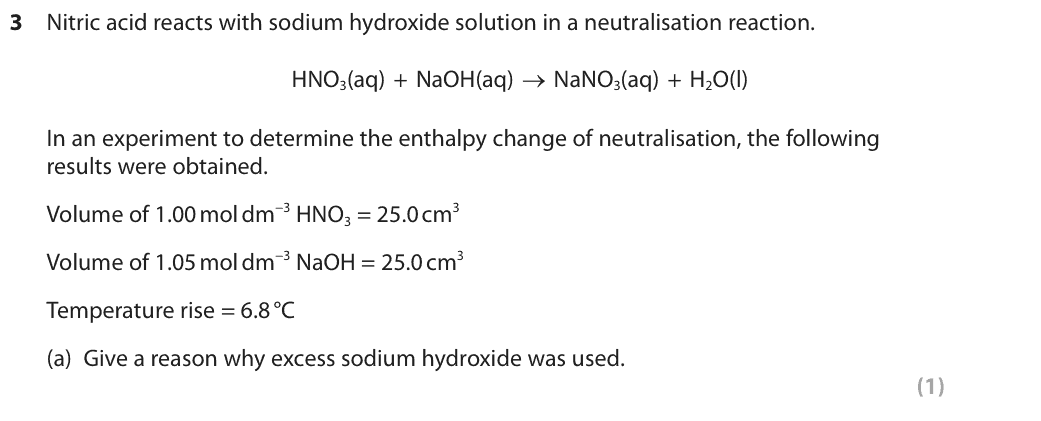 3 Nitric acid reacts with sodium hydroxide solution in a neutralisation reaction.
HNO₃(aq) + NaOH(aq) → NaNO₃(aq) + H₂O(l)
In an experiment to determine the enthalpy change of neutralisation, the following
results were obtained.
Volume of 1.00 mol dm⁻³ HNO₃ = 25.0 cm³
Volume of 1.05 mol dm⁻³ NaOH = 25.0 cm³
Temperature rise = 6.8 °C
(a) Give a reason why excess sodium hydroxide was used.
(1)